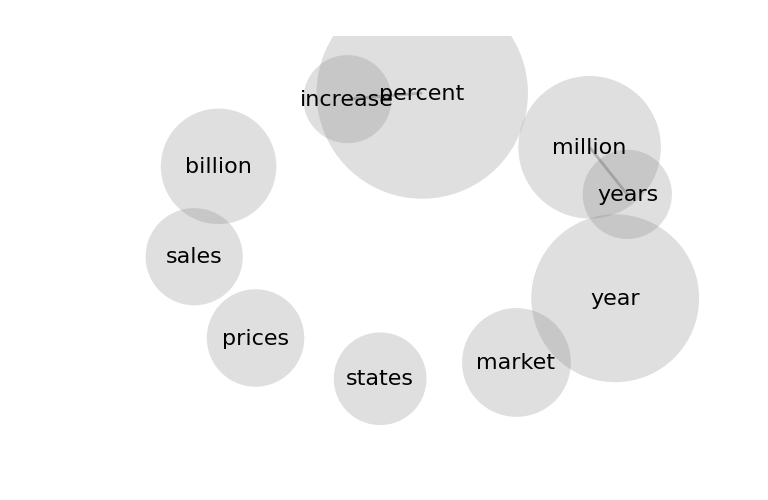 percent
increase
million
billion
years
sales
year
prices
market
states